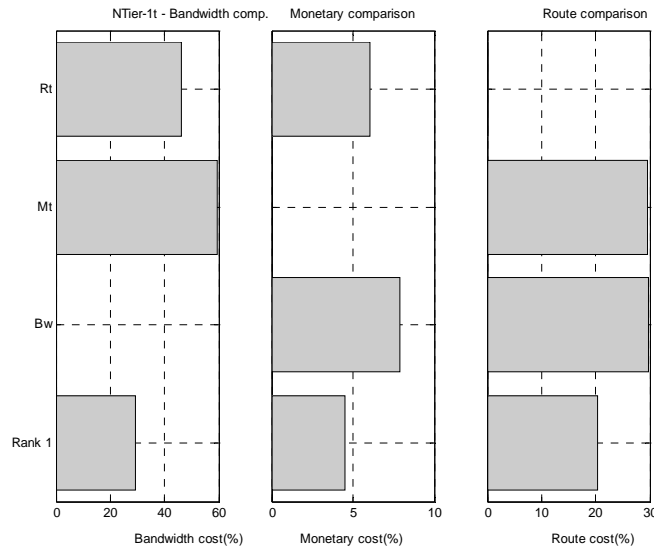 NTier-1t - Bandwidth comp.
Monetary comparison
Route comparison
Rt
Mt
Bw
Rank 1
0 20 40 60
0 5 10
0 10 20 30
Bandwidth cost(%)
Monetary cost(%)
Route cost(%)